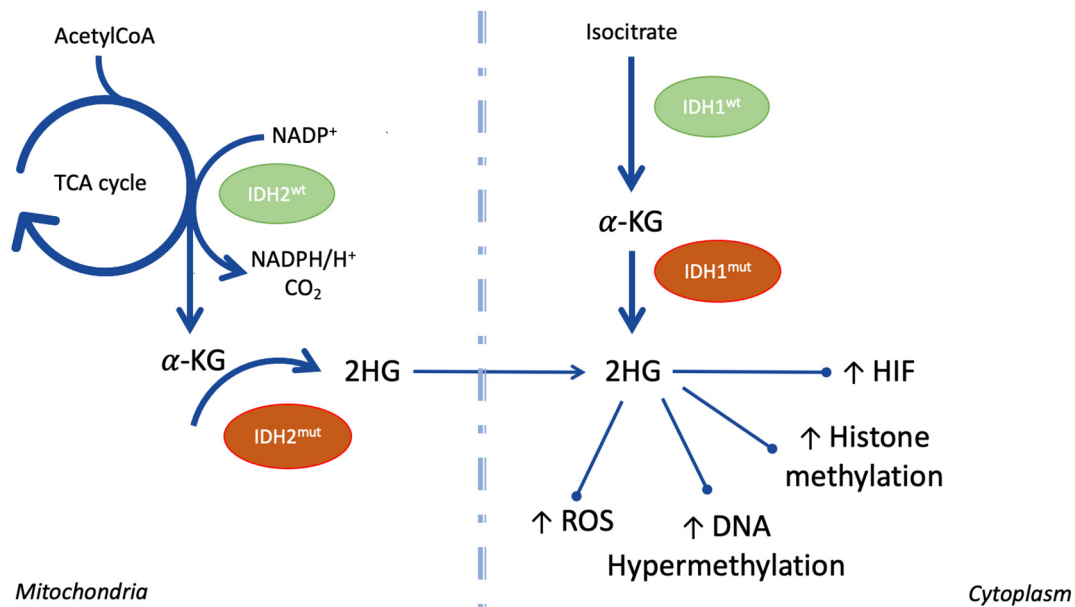 AcetylCoA
TCA cycle
NADP⁺
IDH2ʷᵗ
NADPH/H⁺
CO₂
α-KG
2HG
IDH2ᵐᵘᵗ
Mitochondria
Isocitrate
IDH1ʷᵗ
α-KG
IDH1ᵐᵘᵗ
2HG
↑ HIF
↑ Histone
methylation
↑ ROS
↑ DNA
Hypermethylation
Cytoplasm